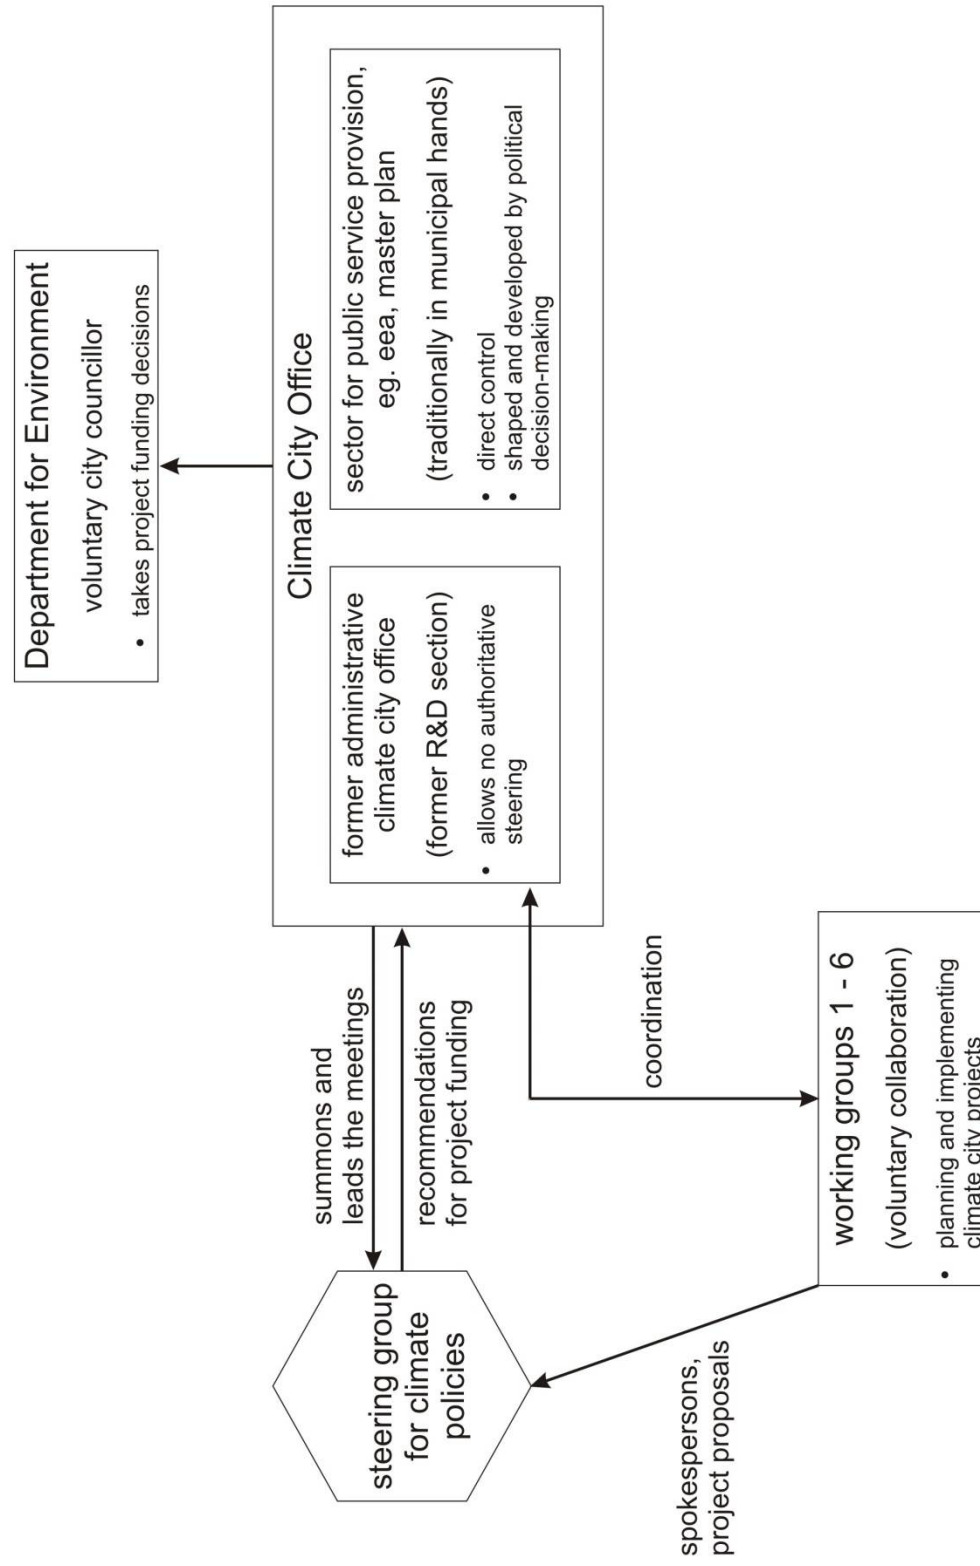 Department for Environment
voluntary city councillor
• takes project funding decisions
Climate City Office
former administrative
climate city office
(former R&D section)
• allows no authoritative
steering
sector for public service provision,
eg. eea, master plan
(traditionally in municipal hands)
• direct control
• shaped and developed by political
decision-making
summons and
leads the meetings
recommendations
for project funding
steering group
for climate
policies
coordination
spokespersons,
project proposals
working groups 1 - 6
(voluntary collaboration)
• planning and implementing
climate city projects